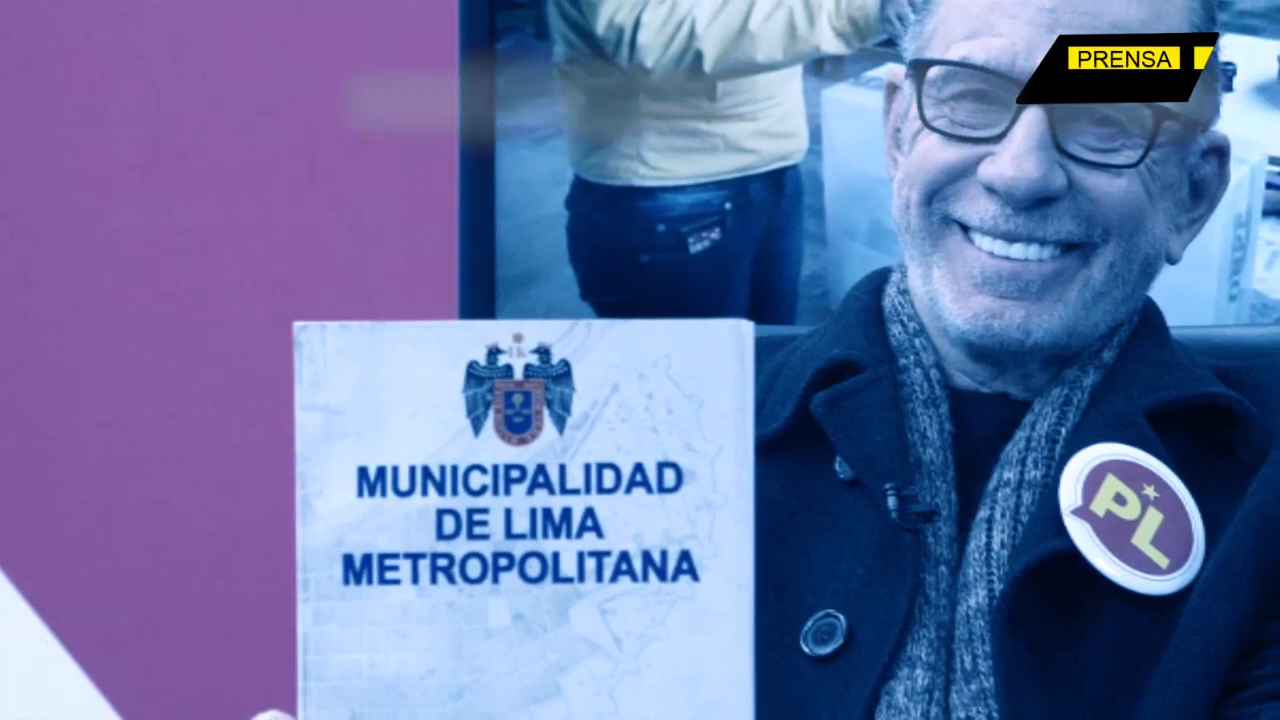 PRENSA
MUNICIPALIDAD
DE LIMA
METROPOLITANA
PL